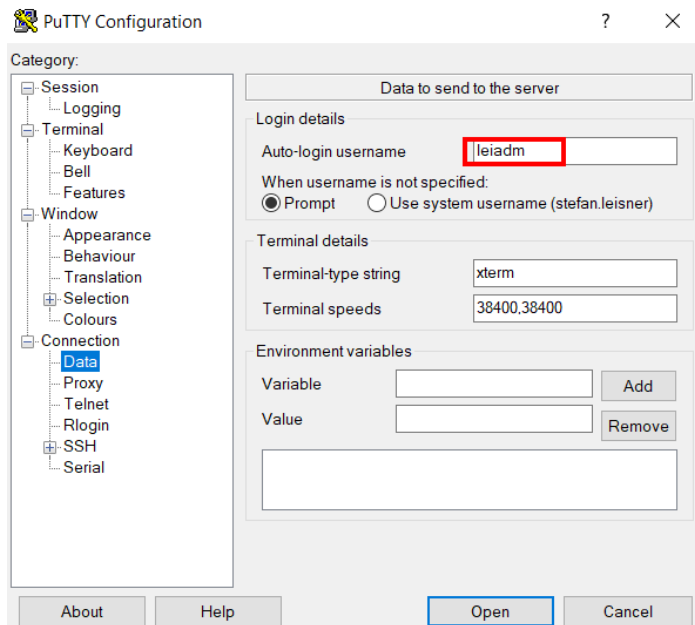 PuTTY Configuration
?
Category:
Session
Logging
Terminal
Keyboard
Bell
Features
Window
Appearance
Behaviour
Translation
Selection
Colours
Connection
Data
Proxy
Telnet
Rlogin
SSH
Serial
Data to send to the server
Login details
Auto-login username leiadm
When username is not specified:
Prompt Use system username (stefan.leisner)
Terminal details
Terminal-type string xterm
Terminal speeds 38400,38400
Environment variables
Variable Add
Value Remove
About Help Open Cancel